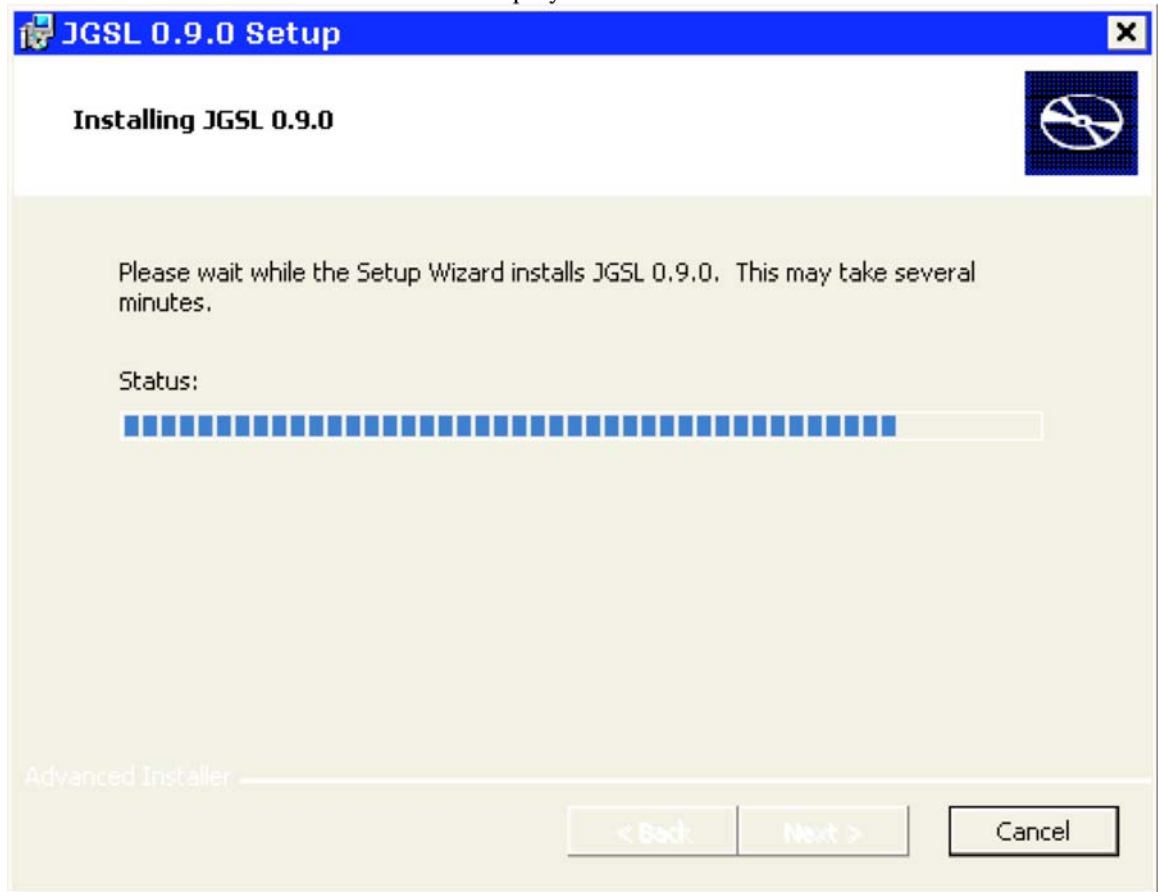 JGSL 0.9.0 Setup
Installing JGSL 0.9.0
Please wait while the Setup Wizard installs JGSL 0.9.0. This may take several
minutes.
Status:
Advanced Installer
< Back Next > Cancel